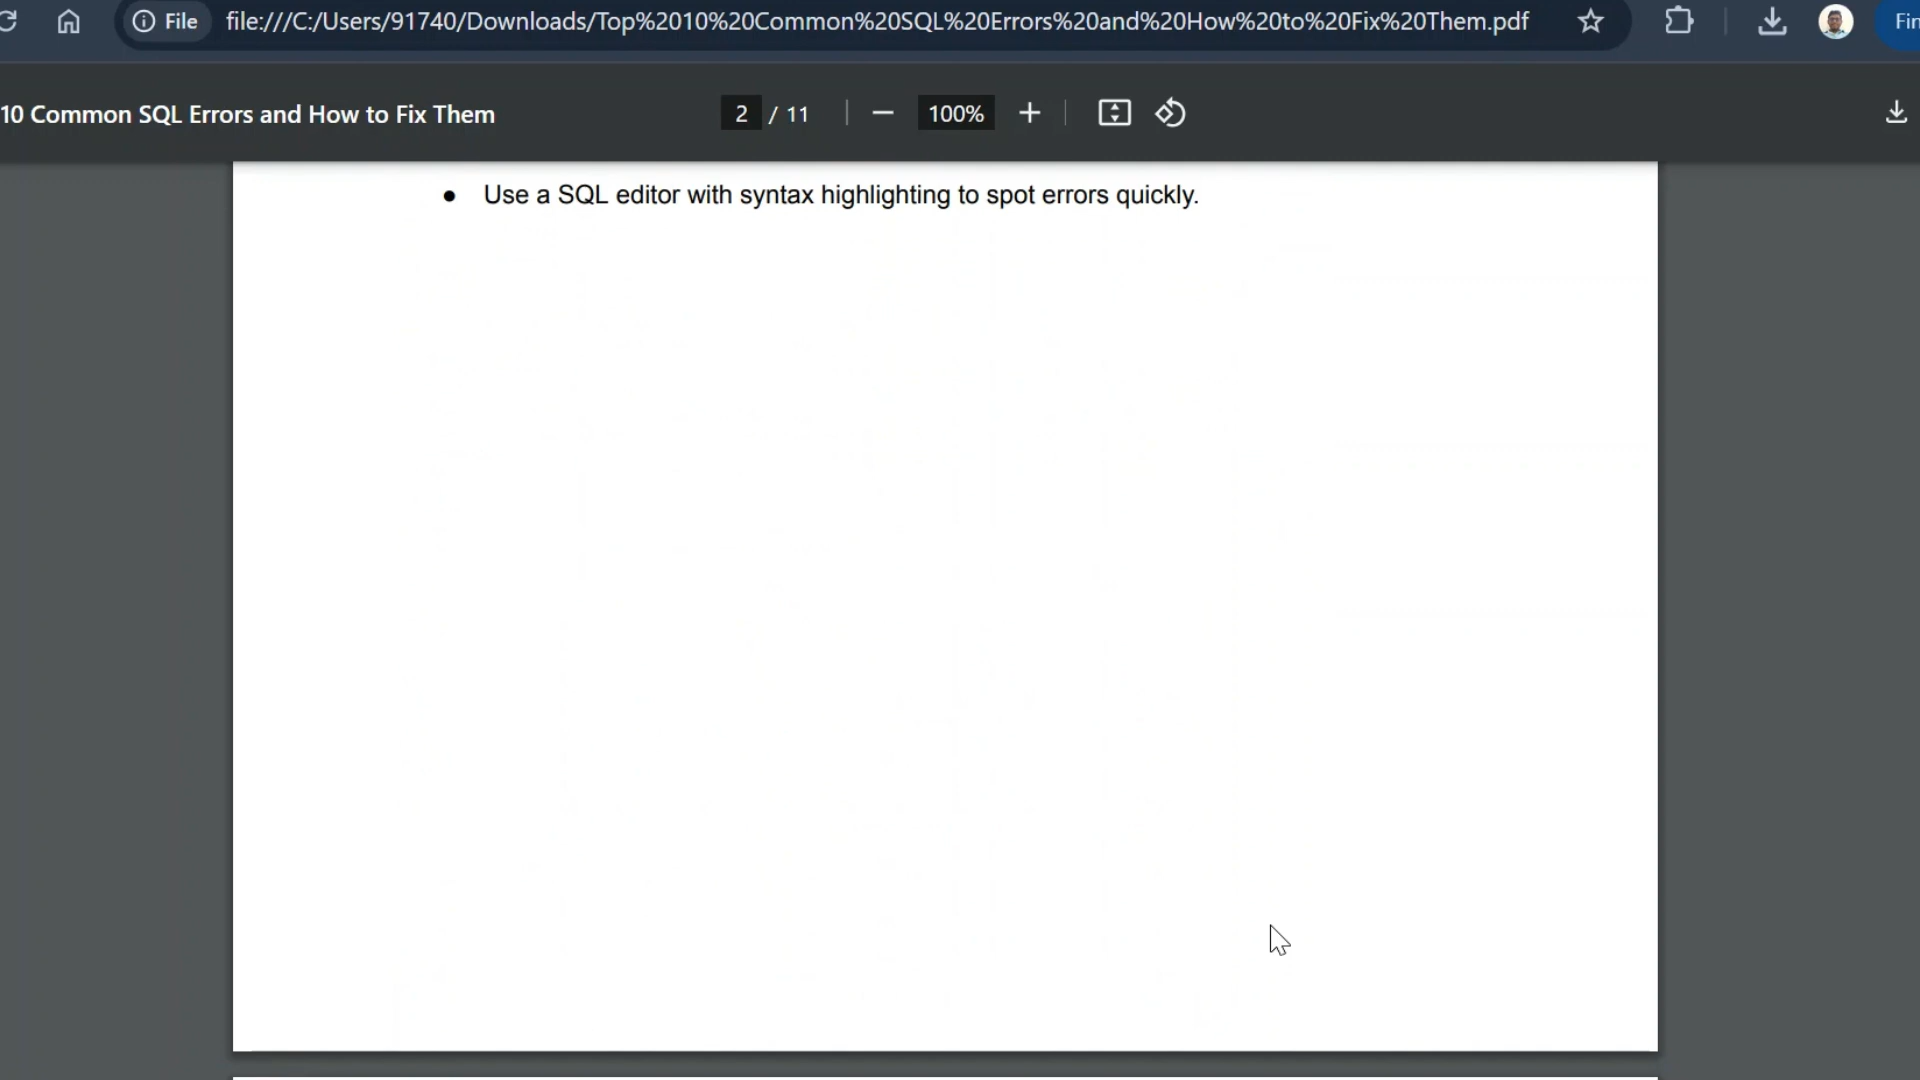 File file:///C:/Users/91740/Downloads/Top%2010%20Common%20SQL%20Errors%20and%20How%20to%20Fix%20Them.pdf
10 Common SQL Errors and How to Fix Them 2 / 11 100%
● Use a SQL editor with syntax highlighting to spot errors quickly.